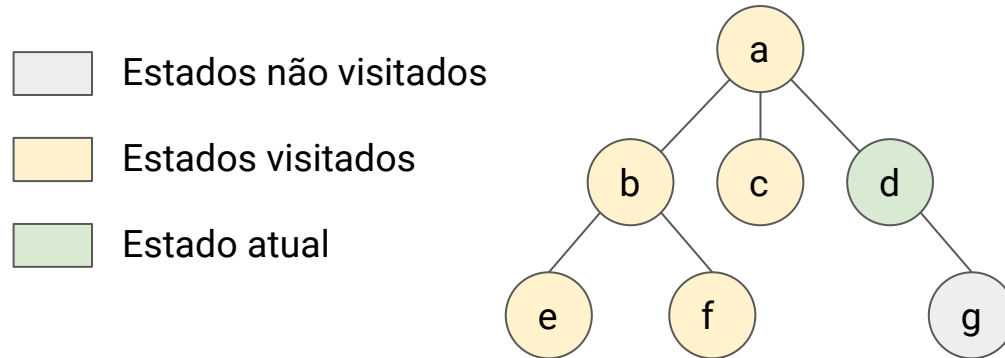 Estados não visitados
Estados visitados
Estado atual
a
b
c
d
e
f
g